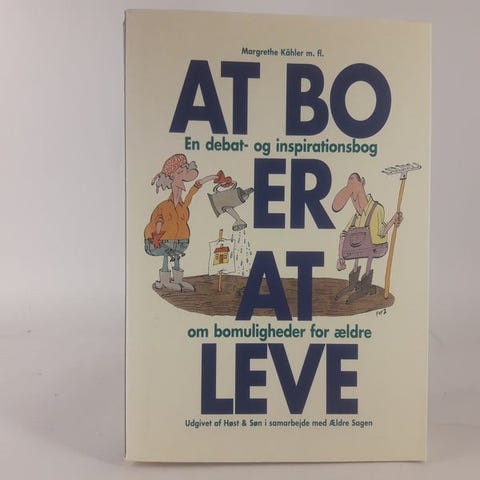 Margrethe Kähler m. fl.
AT BO
En debat- og inspirationsbog
ER
AT
om bomuligheder for ældre
LEVE
Udgivet af Høst & Søn i samarbejde med Ældre Sagen